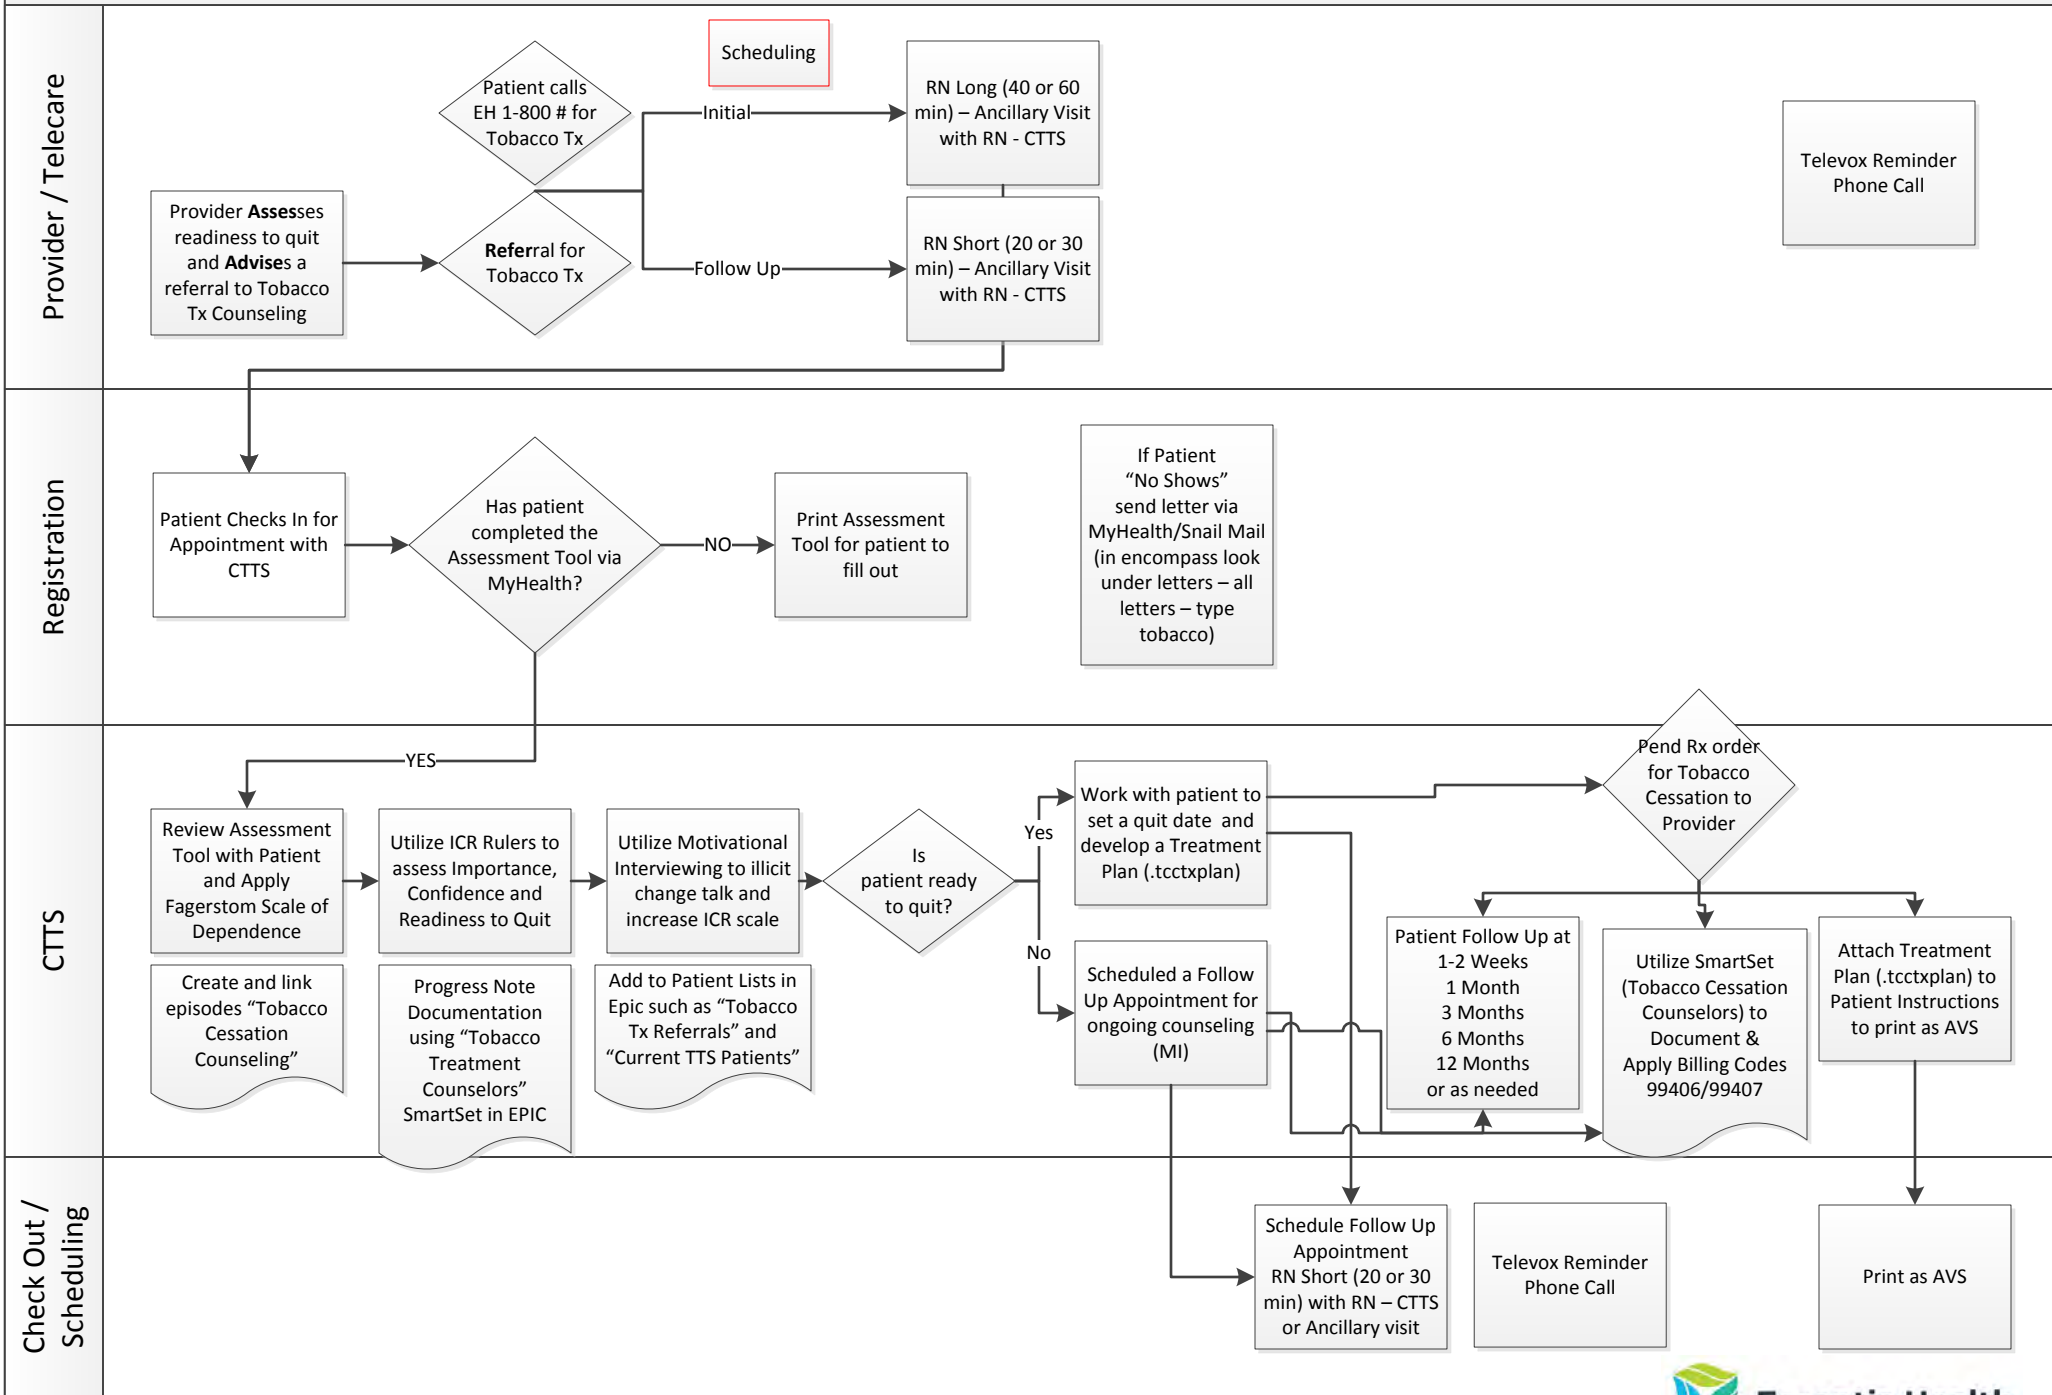 Provider / Telecare
Patient calls
EH 1-800 # for
Tobacco Tx
Scheduling
Initial
RN Long (40 or 60
min) – Ancillary Visit
with RN - CTTS
Televox Reminder
Phone Call
Provider Assesses
readiness to quit
and Advises a
referral to Tobacco
Tx Counseling
Referral for
Tobacco Tx
Follow Up
RN Short (20 or 30
min) – Ancillary Visit
with RN - CTTS
Registration
Patient Checks In for
Appointment with
CTTS
Has patient
completed the
Assessment Tool via
MyHealth?
NO
Print Assessment
Tool for patient to
fill out
If Patient
“No Shows”
send letter via
MyHealth/Snail Mail
(in encompass look
under letters – all
letters – type
tobacco)
CTTS
YES
Review Assessment
Tool with Patient
and Apply
Fagerstom Scale of
Dependence
Utilize ICR Rulers to
assess Importance,
Confidence and
Readiness to Quit
Utilize Motivational
Interviewing to illicit
change talk and
increase ICR scale
Is
patient ready
to quit?
Yes
No
Work with patient to
set a quit date and
develop a Treatment
Plan (.tcctxplan)
Pend Rx order
for Tobacco
Cessation to
Provider
Create and link
episodes “Tobacco
Cessation
Counseling”
Progress Note
Documentation
using “Tobacco
Treatment
Counselors”
SmartSet in EPIC
Add to Patient Lists in
Epic such as “Tobacco
Tx Referrals” and
“Current TTS Patients”
Scheduled a Follow
Up Appointment for
ongoing counseling
(MI)
Patient Follow Up at
1-2 Weeks
1 Month
3 Months
6 Months
12 Months
or as needed
Utilize SmartSet
(Tobacco Cessation
Counselors) to
Document &
Apply Billing Codes
99406/99407
Attach Treatment
Plan (.tcctxplan) to
Patient Instructions
to print as AVS
Check Out /
Scheduling
Schedule Follow Up
Appointment
RN Short (20 or 30
min) with RN – CTTS
or Ancillary visit
Televox Reminder
Phone Call
Print as AVS